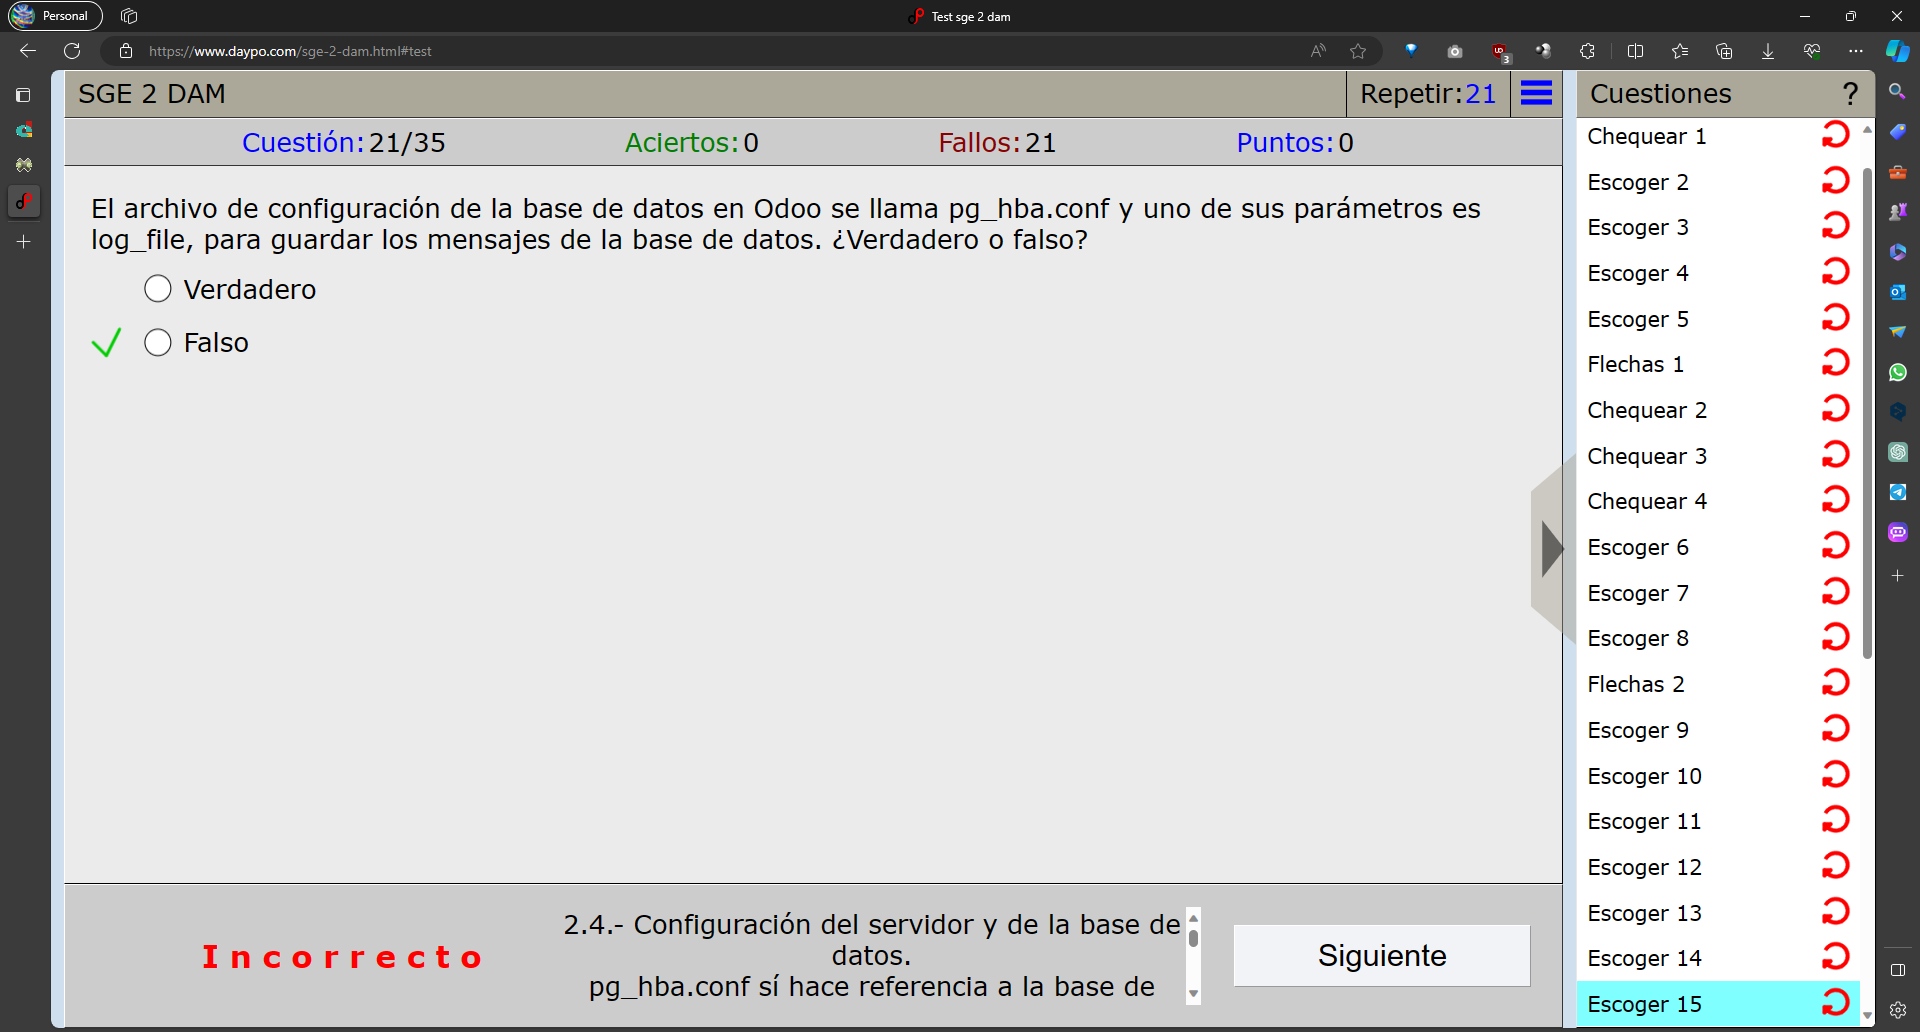 Personal
Test sge 2 dam
https://www.daypo.com/sge-2-dam.html#test
3
SGE 2 DAM
Repetir:21
Cuestión:21/35
Aciertos:0
Fallos:21
Puntos:0
El archivo de configuración de la base de datos en Odoo se llama pg_hba.conf y uno de sus parámetros es
log_file, para guardar los mensajes de la base de datos. ¿Verdadero o falso?
Verdadero
Falso
Incorrecto
2.4.- Configuración del servidor y de la base de
datos.
pg_hba.conf sí hace referencia a la base de
Siguiente
Cuestiones
?
Chequear 1
Escoger 2
Escoger 3
Escoger 4
Escoger 5
Flechas 1
Chequear 2
Chequear 3
Chequear 4
Escoger 6
Escoger 7
Escoger 8
Flechas 2
Escoger 9
Escoger 10
Escoger 11
Escoger 12
Escoger 13
Escoger 14
Escoger 15